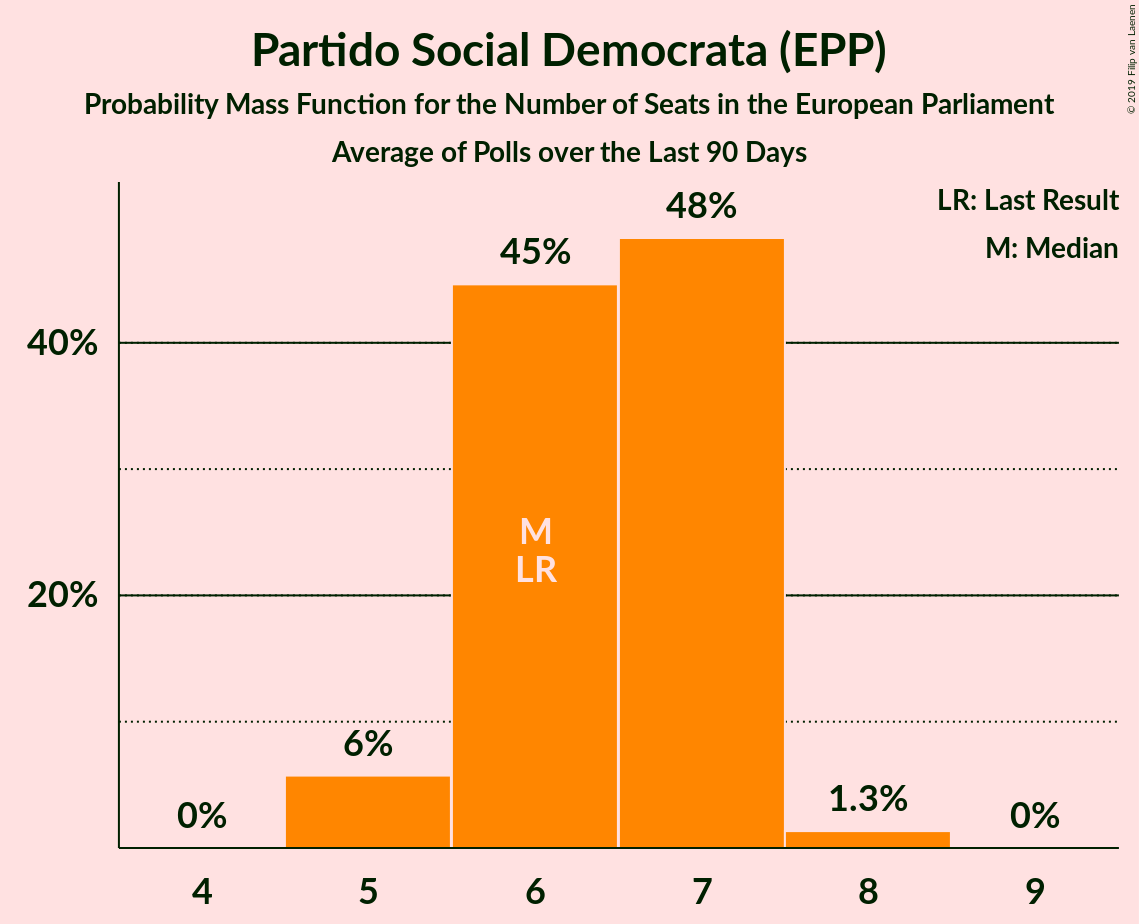 Partido Social Democrata (EPP)
Probability Mass Function for the Number of Seats in the European Parliament
Average of Polls over the Last 90 Days
© 2019 Filip van Laenen
LR: Last Result
M: Median
48%
45%
40%
M
LR
20%
6%
1.3%
0%
0%
4 5 6 7 8 9